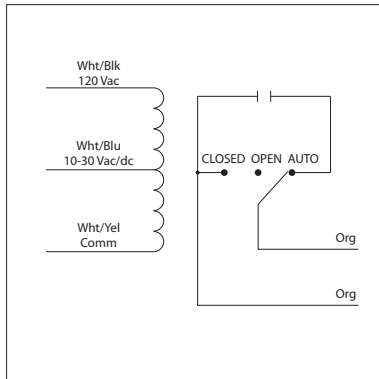 Wht/Blk
120 Vac
Wht/Blu
10-30 Vac/dc
CLOSED OPEN AUTO
Wht/Yel
Comm
Org
Org